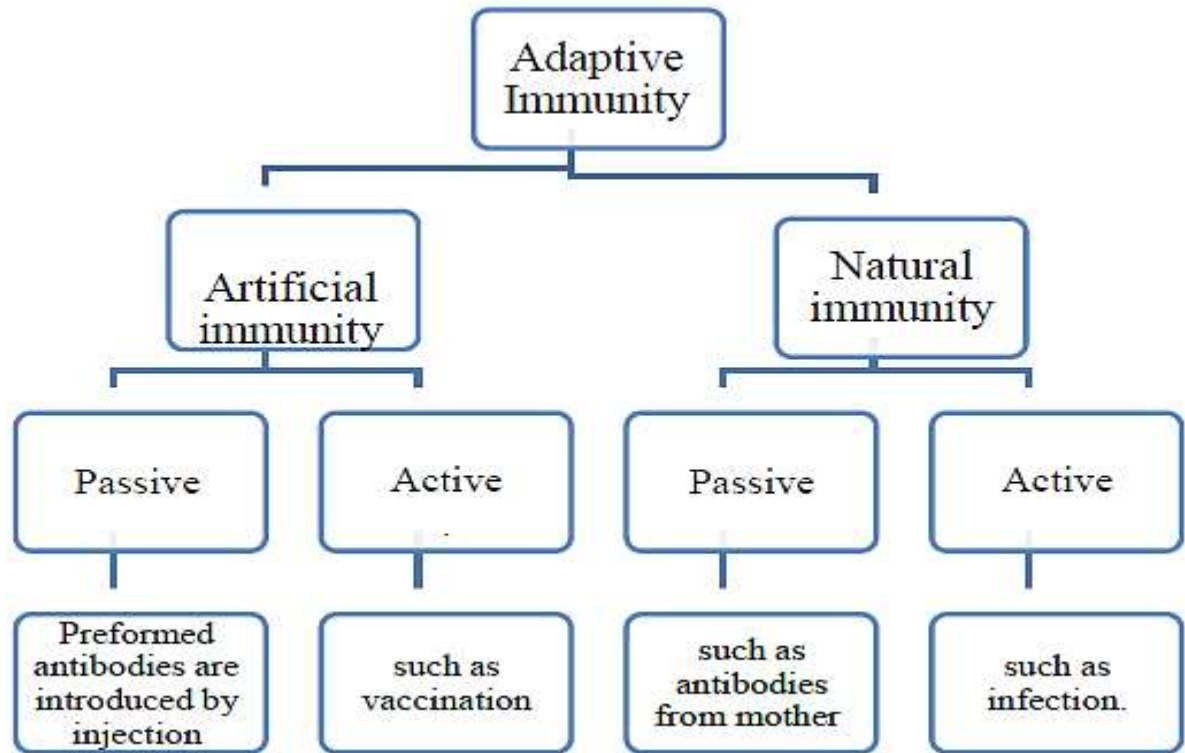 Adaptive
Immunity
Artificial
immunity
Natural
immunity
Passive
Active
.
Passive
Active
Preformed
antibodies are
introduced by
injection
such as
vaccination
such as
antibodies
from mother
such as
infection.